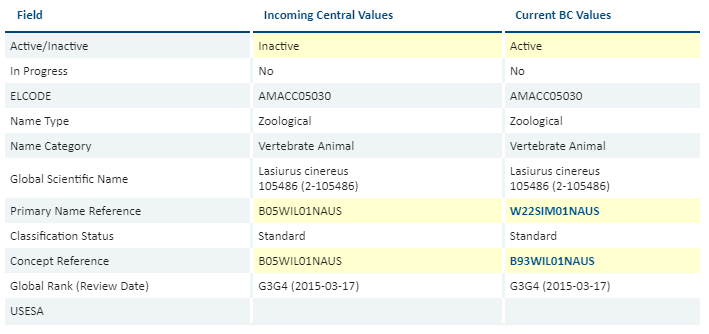 Field Incoming Central Values Current BC Values
Active/Inactive Inactive Active
In Progress No No
ELCODE AMACC05030 AMACC05030
Name Type Zoological Zoological
Name Category Vertebrate Animal Vertebrate Animal
Global Scientific Name Lasiurus cinereus Lasiurus cinereus
105486 (2-105486) 105486 (2-105486)
Primary Name Reference B05WIL01NAUS W22SIM01NAUS
Classification Status Standard Standard
Concept Reference B05WIL01NAUS B93WIL01NAUS
Global Rank (Review Date) G3G4 (2015-03-17) G3G4 (2015-03-17)
USESA